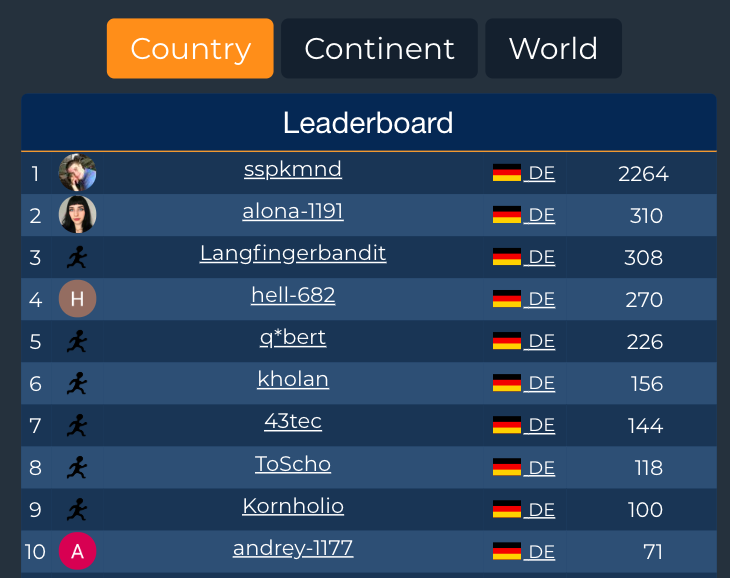 Country Continent World
Leaderboard
1 sspkmnd DE 2264
2 alona-1191 DE 310
3 Langfingerbandit DE 308
4 H hell-682 DE 270
5 q*bert DE 226
6 kholan DE 156
7 43tec DE 144
8 ToScho DE 118
9 Kornholio DE 100
10 A andrey-1177 DE 71